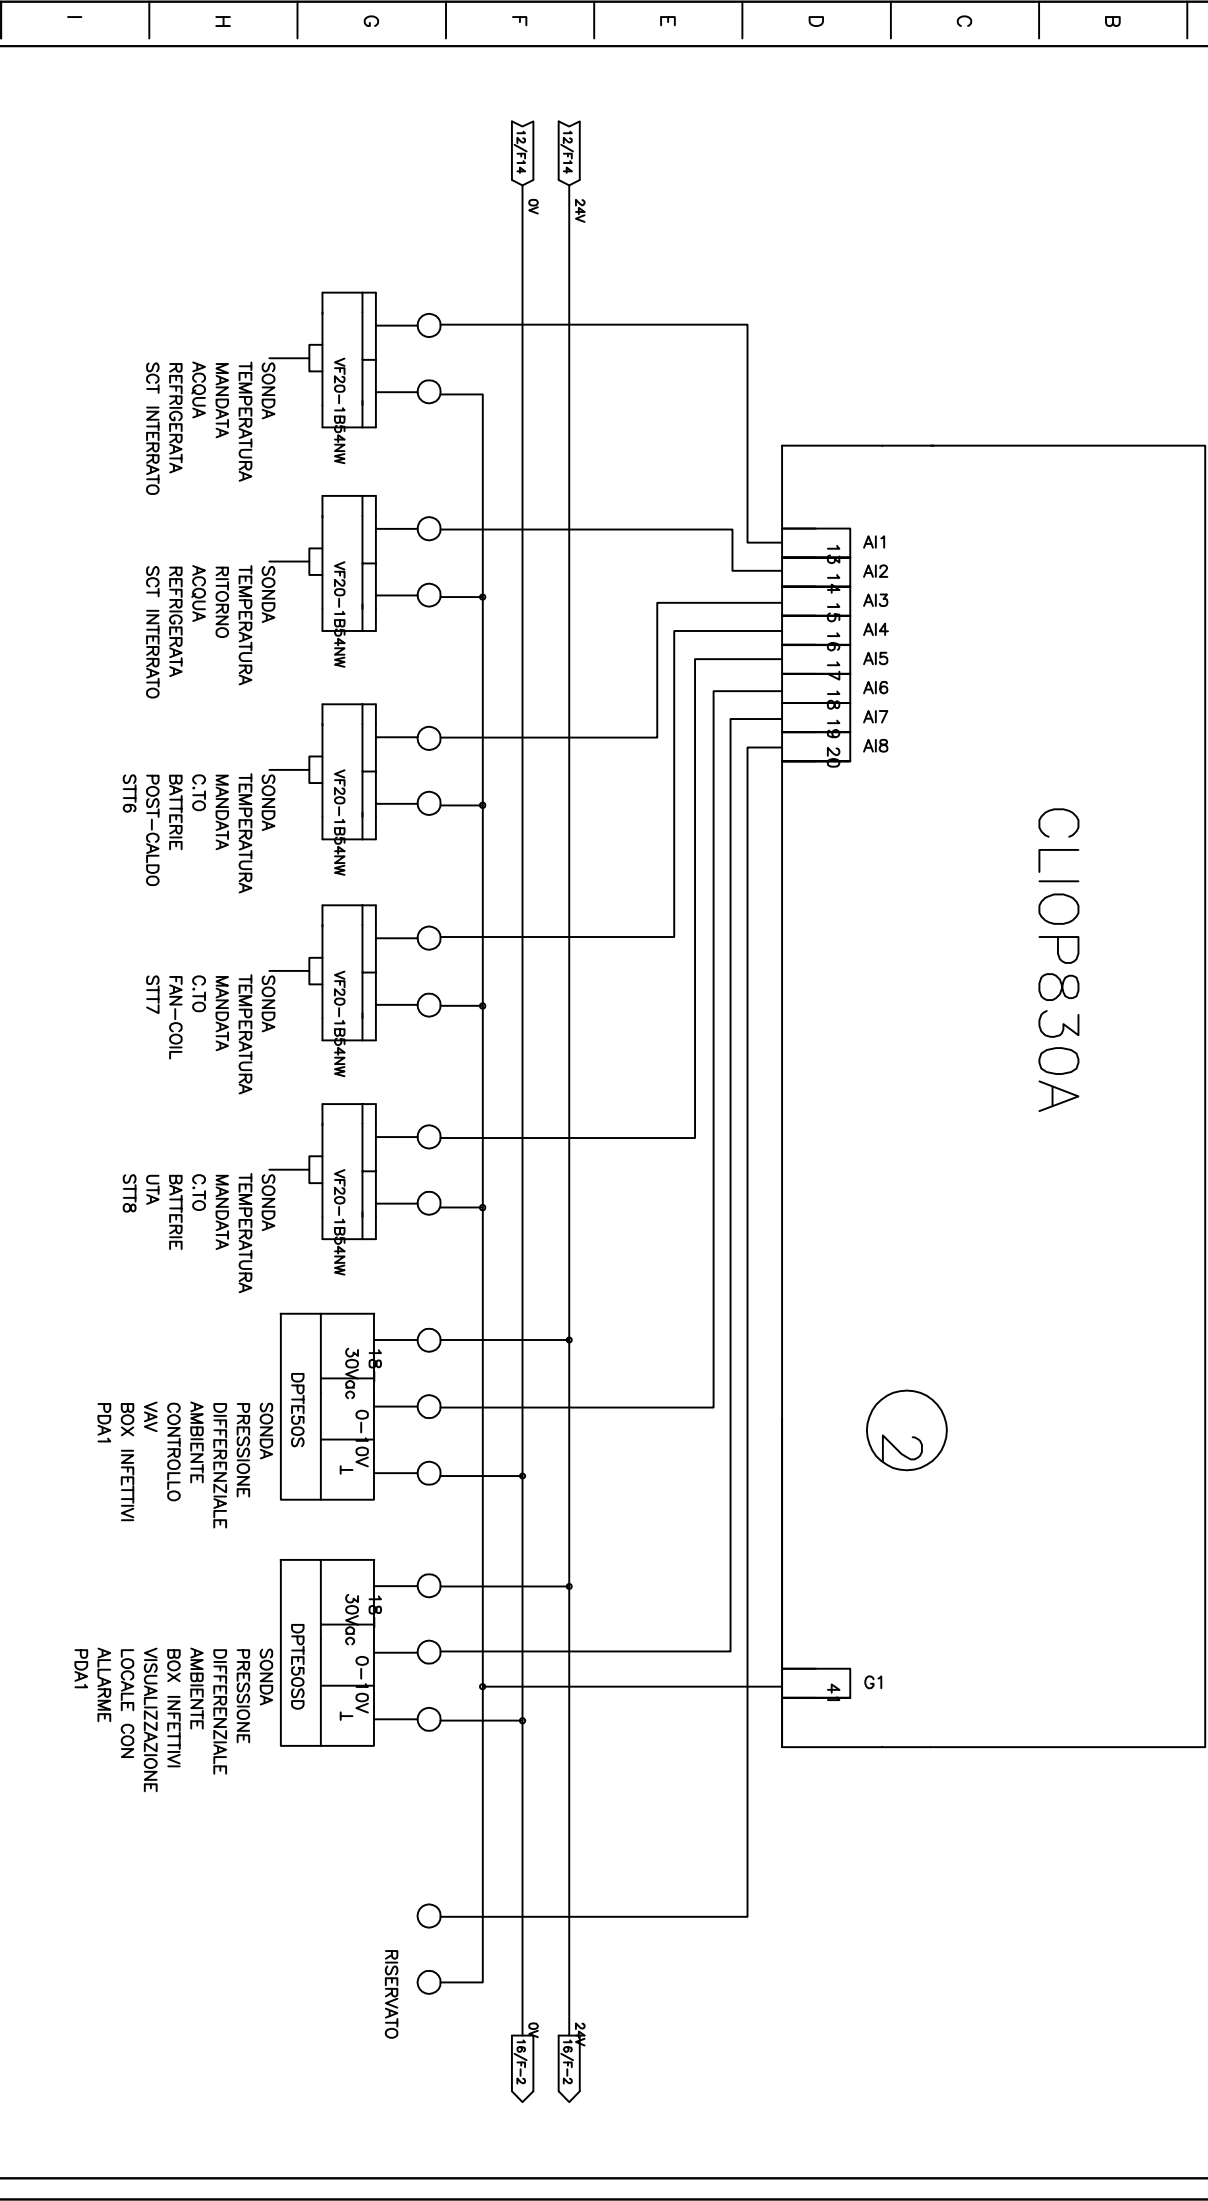 I
H
G
F
E
D
C
B
CLIOP830A
2
AI1
AI2
AI3
AI4
AI5
AI6
AI7
AI8
13
14
15
16
17
18
19
20
G1
41
12/F14
24V
24V
16/F-2
12/F14
0V
0V
16/F-2
VF20-1B54NW
SONDA
TEMPERATURA
MANDATA
ACQUA
REFRIGERATA
SCT INTERRATO
VF20-1B54NW
SONDA
TEMPERATURA
RITORNO
ACQUA
REFRIGERATA
SCT INTERRATO
VF20-1B54NW
SONDA
TEMPERATURA
MANDATA
C.TO
BATTERIE
POST-CALDO
STT6
VF20-1B54NW
SONDA
TEMPERATURA
MANDATA
C.TO
FAN-COIL
STT7
VF20-1B54NW
SONDA
TEMPERATURA
MANDATA
C.TO
BATTERIE
UTA
STT8
18
30Vac
0-10V
⊥
DPTE50S
SONDA
PRESSIONE
DIFFERENZIALE
AMBIENTE
CONTROLLO
VAV
BOX INFETTIVI
PDA1
18
30Vac
0-10V
⊥
DPTE50SD
SONDA
PRESSIONE
DIFFERENZIALE
AMBIENTE
BOX INFETTIVI
VISUALIZZAZIONE
LOCALE CON
ALLARME
PDA1
RISERVATO